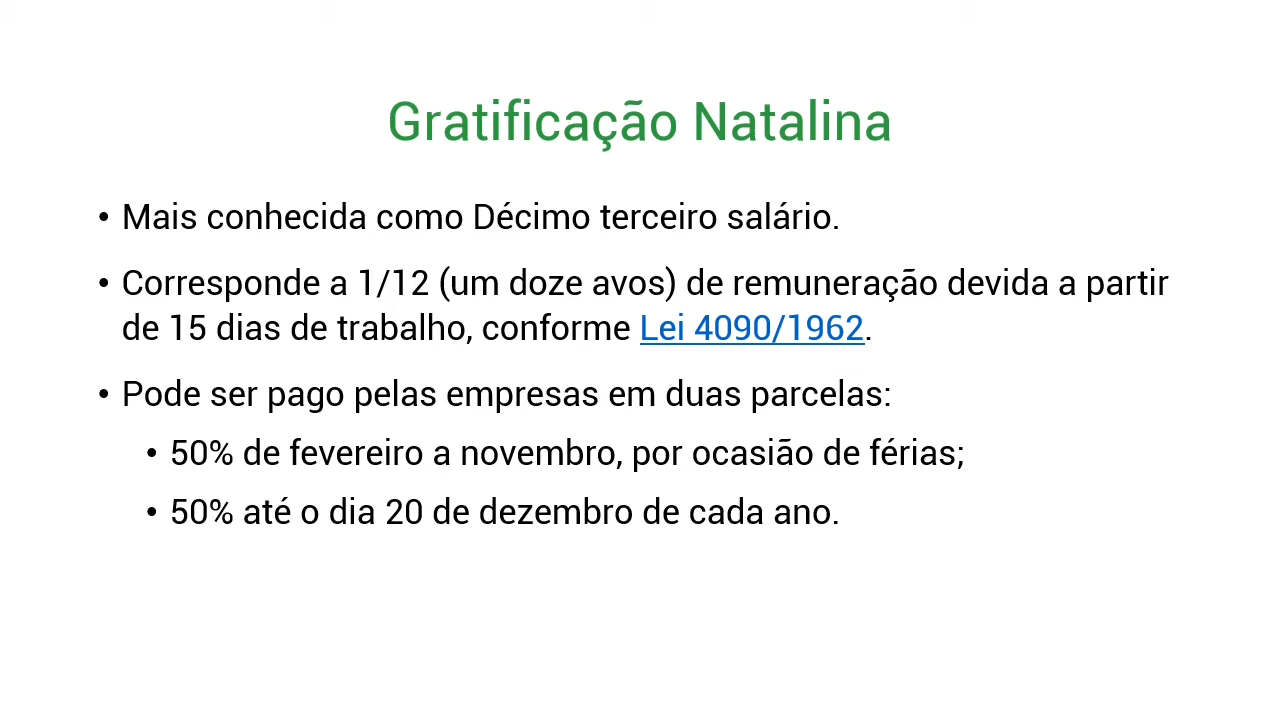 Gratificação Natalina
• Mais conhecida como Décimo terceiro salário.
• Corresponde a 1/12 (um doze avos) de remuneração devida a partir
de 15 dias de trabalho, conforme Lei 4090/1962.
• Pode ser pago pelas empresas em duas parcelas:
• 50% de fevereiro a novembro, por ocasião de férias;
• 50% até o dia 20 de dezembro de cada ano.